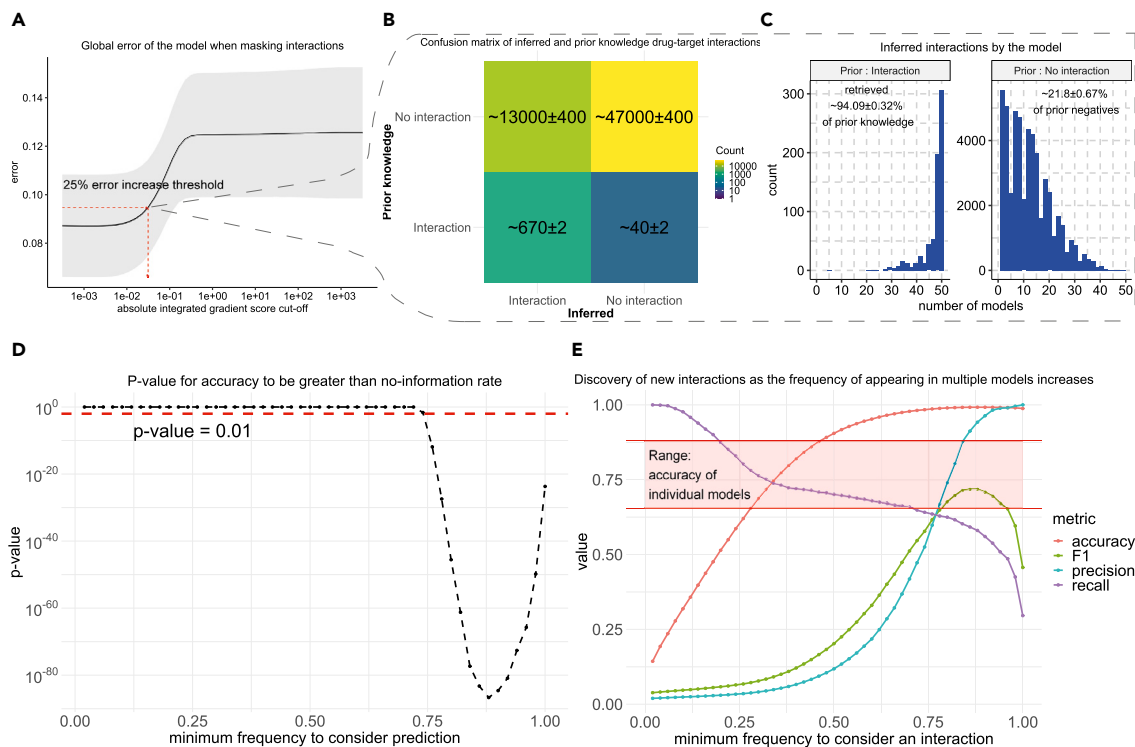 A
Global error of the model when masking interactions
error
0.14
0.12
0.10
0.08
25% error increase threshold
1e-03 1e-02 1e-01 1e+00 1e+01 1e+02 1e+03
absolute integrated gradient score cut-off
B
Confusion matrix of inferred and prior knowledge drug-target interactions
Prior knowledge
No interaction
Interaction
~13000±400 ~47000±400
~670±2 ~40±2
Interaction No interaction
Inferred
Count
10000
1000
100
10
1
C
Inferred interactions by the model
Prior : Interaction
Prior : No interaction
retrieved
~94.09±0.32%
of prior knowledge
~21.8±0.67%
of prior negatives
count
300
200
100
0
4000
2000
0
0 10 20 30 40 50
0 10 20 30 40 50
number of models
D
P-value for accuracy to be greater than no-information rate
p-value
10⁰
10⁻²⁰
10⁻⁴⁰
10⁻⁶⁰
10⁻⁸⁰
p-value = 0.01
0.00 0.25 0.50 0.75 1.00
minimum frequency to consider prediction
E
Discovery of new interactions as the frequency of appearing in multiple models increases
value
1.00
0.75
0.50
0.25
0.00
Range:
accuracy of
individual models
0.00 0.25 0.50 0.75 1.00
minimum frequency to consider an interaction
metric
accuracy
F1
precision
recall